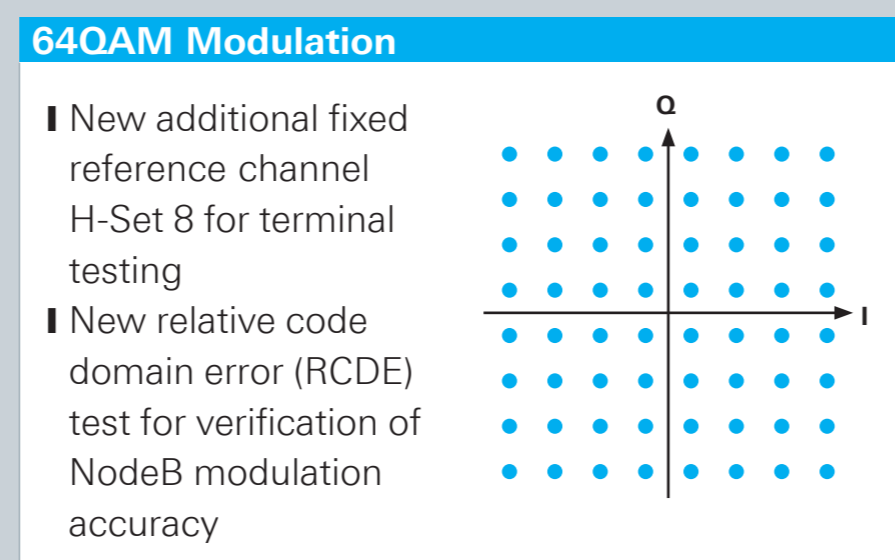 64QAM Modulation
❙ New additional fixed
reference channel
H-Set 8 for terminal
testing
❙ New relative code
domain error (RCDE)
test for verification of
NodeB modulation
accuracy
Q
I